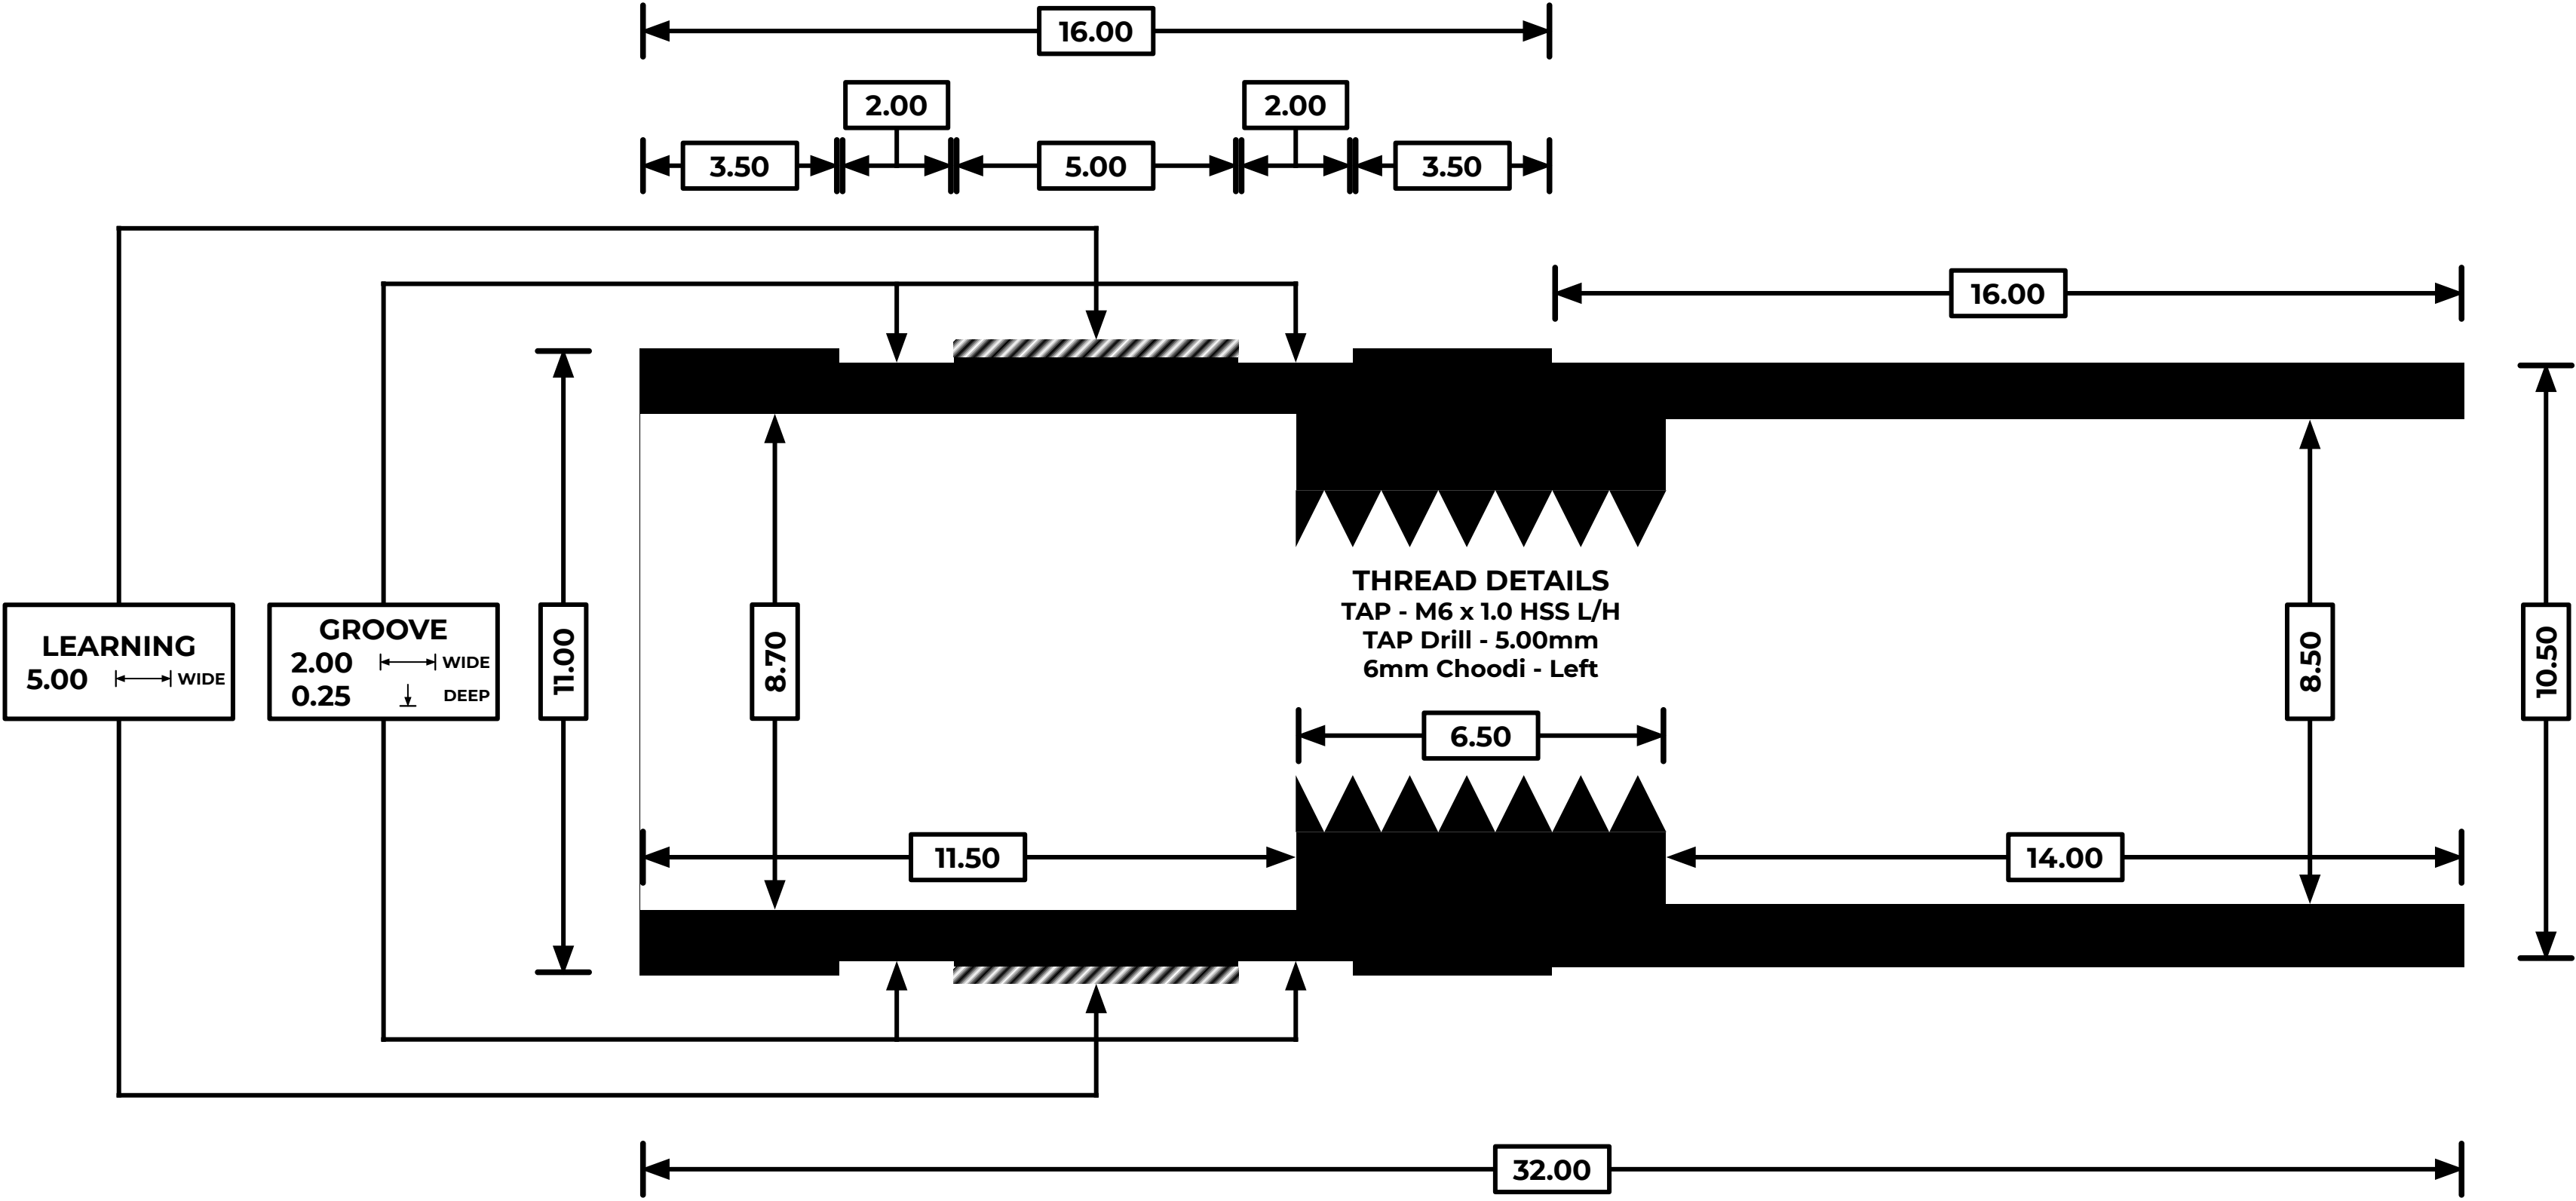 16.00
2.00
2.00
3.50
5.00
3.50
16.00
LEARNING
5.00 WIDE
GROOVE
2.00 WIDE
0.25 DEEP
11.00
8.70
THREAD DETAILS
TAP - M6 x 1.0 HSS L/H
TAP Drill - 5.00mm
6mm Choodi - Left
8.50
10.50
6.50
11.50
14.00
32.00